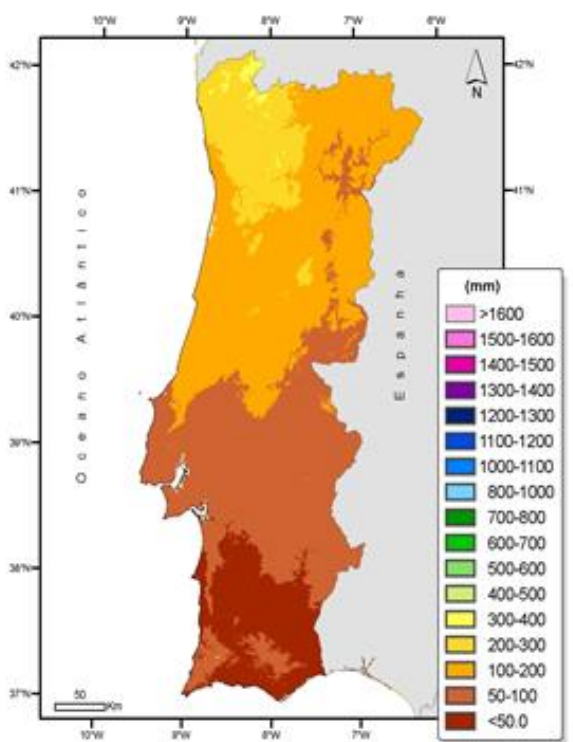 10°W 9°W 8°W 7°W 6°W
42°N 42°N
N
41°N 41°N
Oceano Atlântico
Espanha
40°N
39°N
38°N
37°N
50
Km
10°W 9°W 8°W 7°W
(mm)
>1600
1500-1600
1400-1500
1300-1400
1200-1300
1100-1200
1000-1100
800-1000
700-800
600-700
500-600
400-500
300-400
200-300
100-200
50-100
<50.0